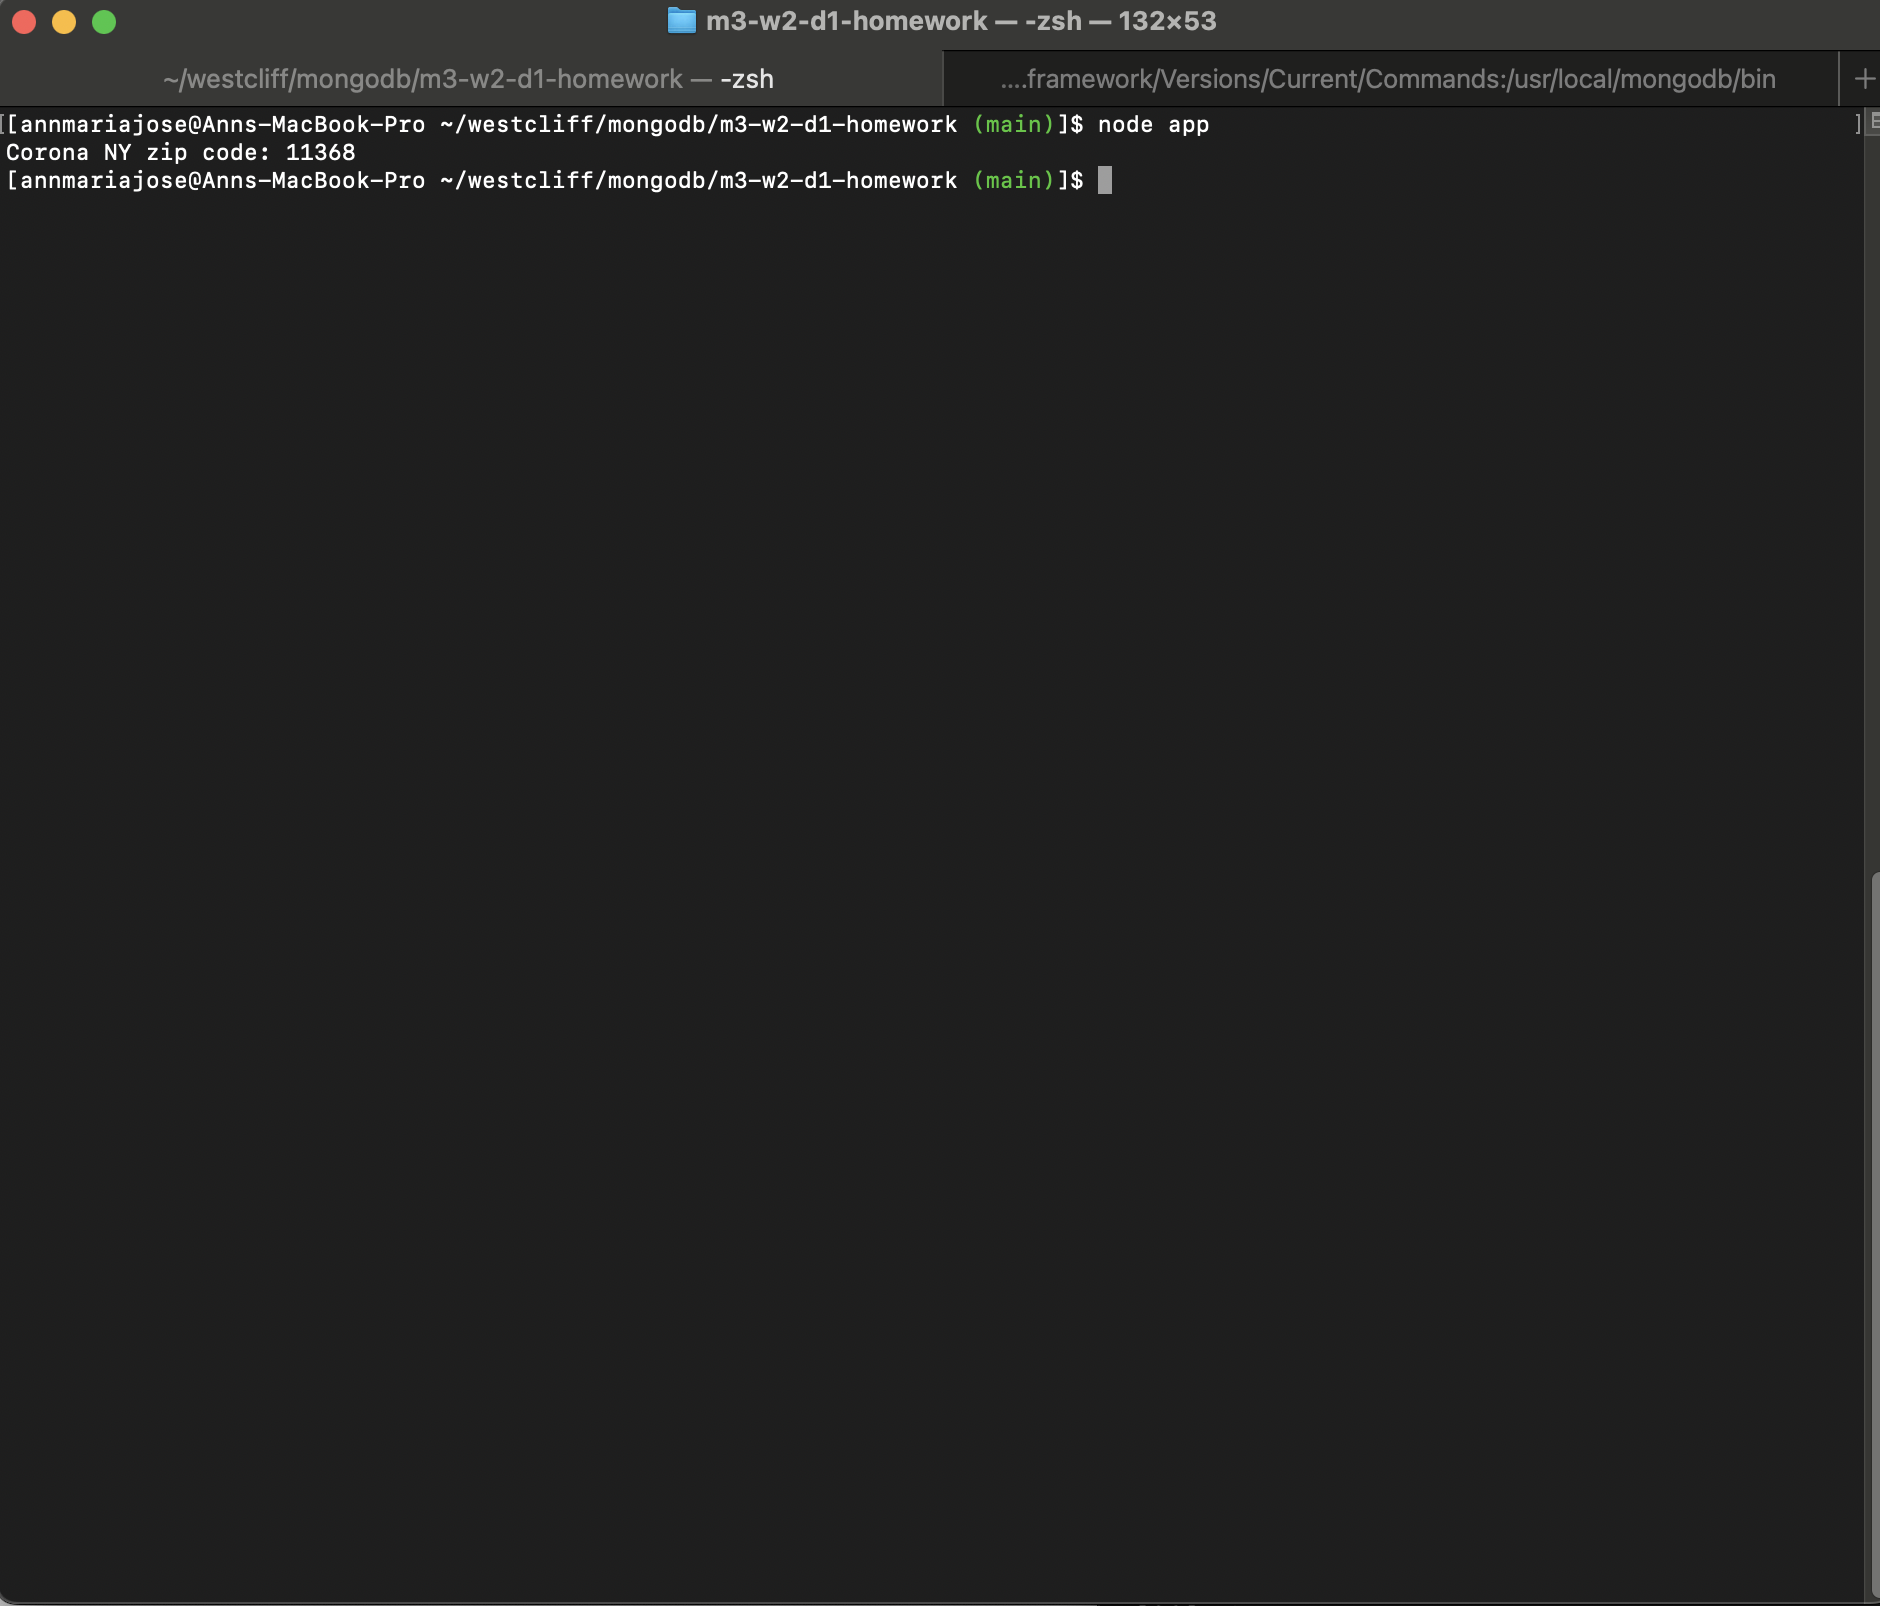 m3-w2-d1-homework — -zsh — 132×53
~/westcliff/mongodb/m3-w2-d1-homework — -zsh
....framework/Versions/Current/Commands:/usr/local/mongodb/bin
[annmariajose@Anns-MacBook-Pro ~/westcliff/mongodb/m3-w2-d1-homework (main)]$ node app
Corona NY zip code: 11368
[annmariajose@Anns-MacBook-Pro ~/westcliff/mongodb/m3-w2-d1-homework (main)]$